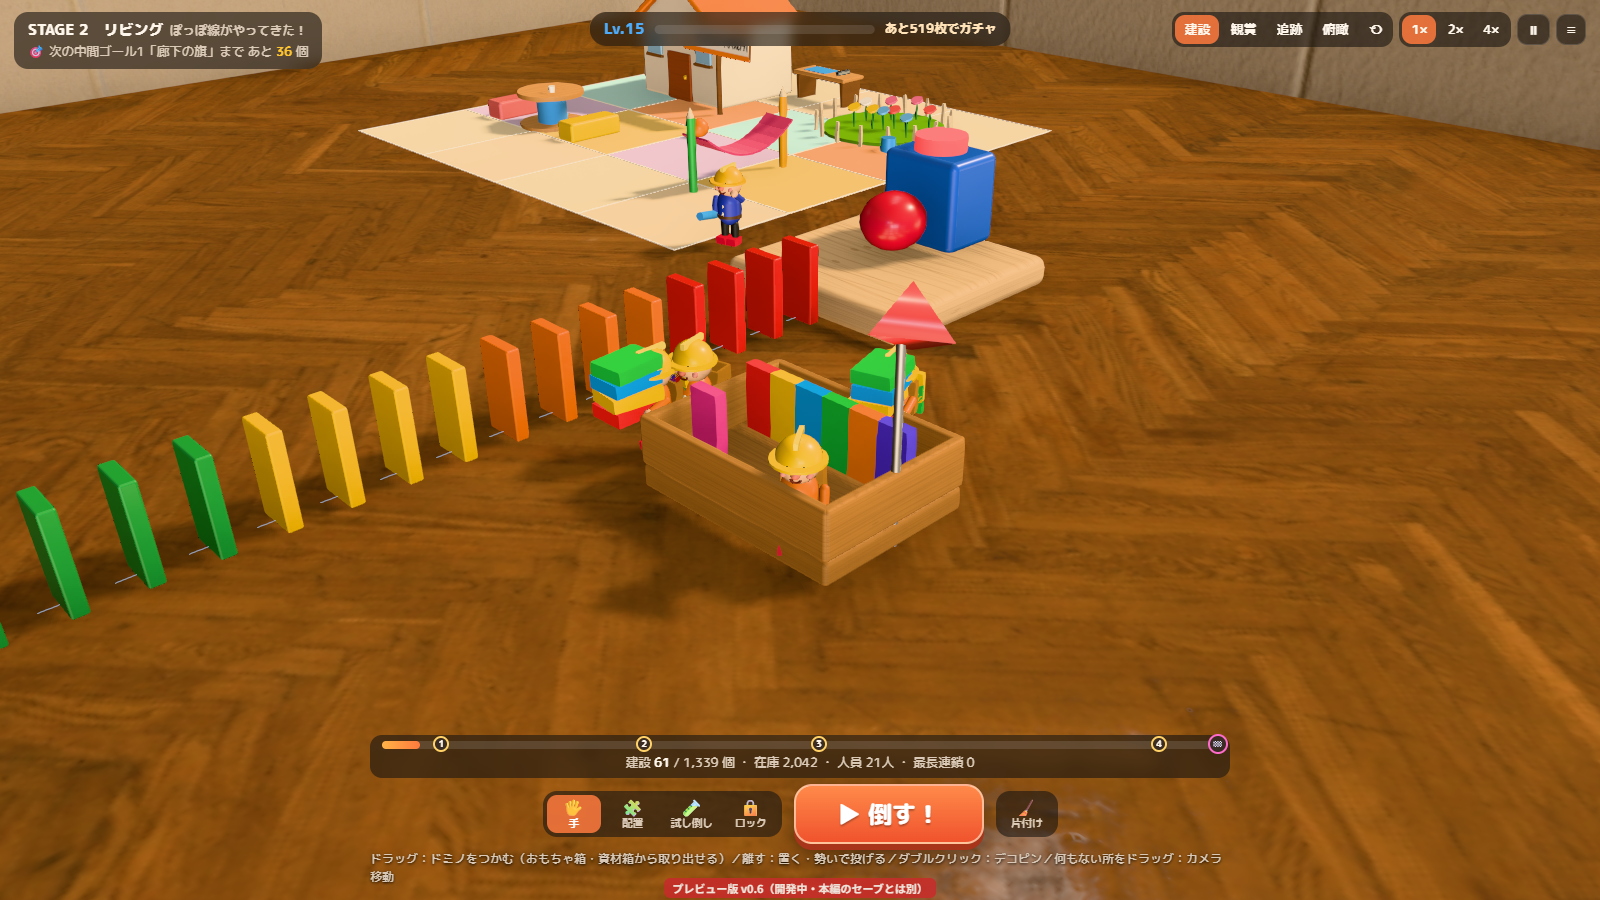 STAGE 2 リビング ぽっぽ線がやってきた！
🎯 次の中間ゴール1「廊下の旗」まで あと 36 個
Lv.15
あと519枚でガチャ
建設 観賞 追跡 俯瞰
1× 2× 4×
1 2 3 4
建設 61 / 1,339 個 ・ 在庫 2,042 ・ 人員 21人 ・ 最長連鎖 0
手 配置 試し倒し ロック
▶ 倒す！
片付け
ドラッグ：ドミノをつかむ（おもちゃ箱・資材箱から取り出せる）／離す：置く・勢いで投げる／ダブルクリック：デコピン／何もない所をドラッグ：カメラ
移動
プレビュー版 v0.6（開発中・本編のセーブとは別）